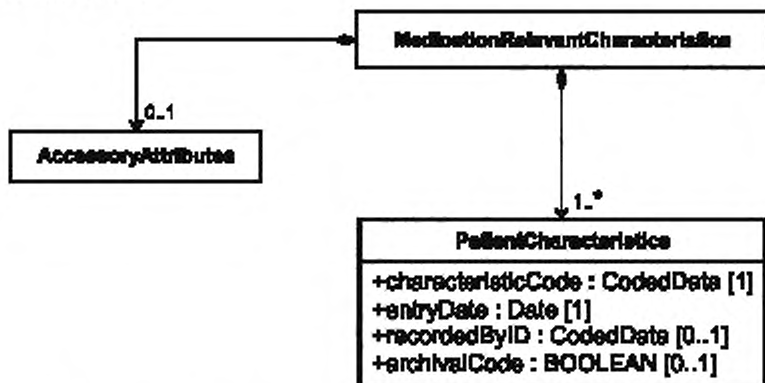 MedicationRelevantCharacteristics
0..1
AccessoryAttributes
1..*
PatientCharacteristics
+characteristicCode : CodedData [1]
+entryDate : Date [1]
+recordedByID : CodedData [0..1]
+archivalCode : BOOLEAN [0..1]